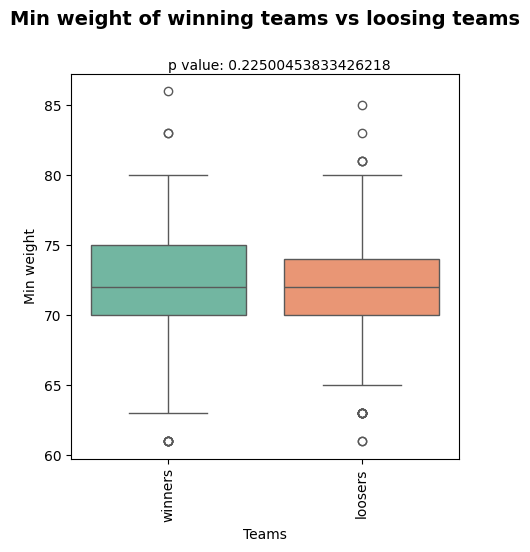 Min weight of winning teams vs loosing teams
p value: 0.22500453833426218
85
80
75
70
65
60
Min weight
winners
loosers
Teams